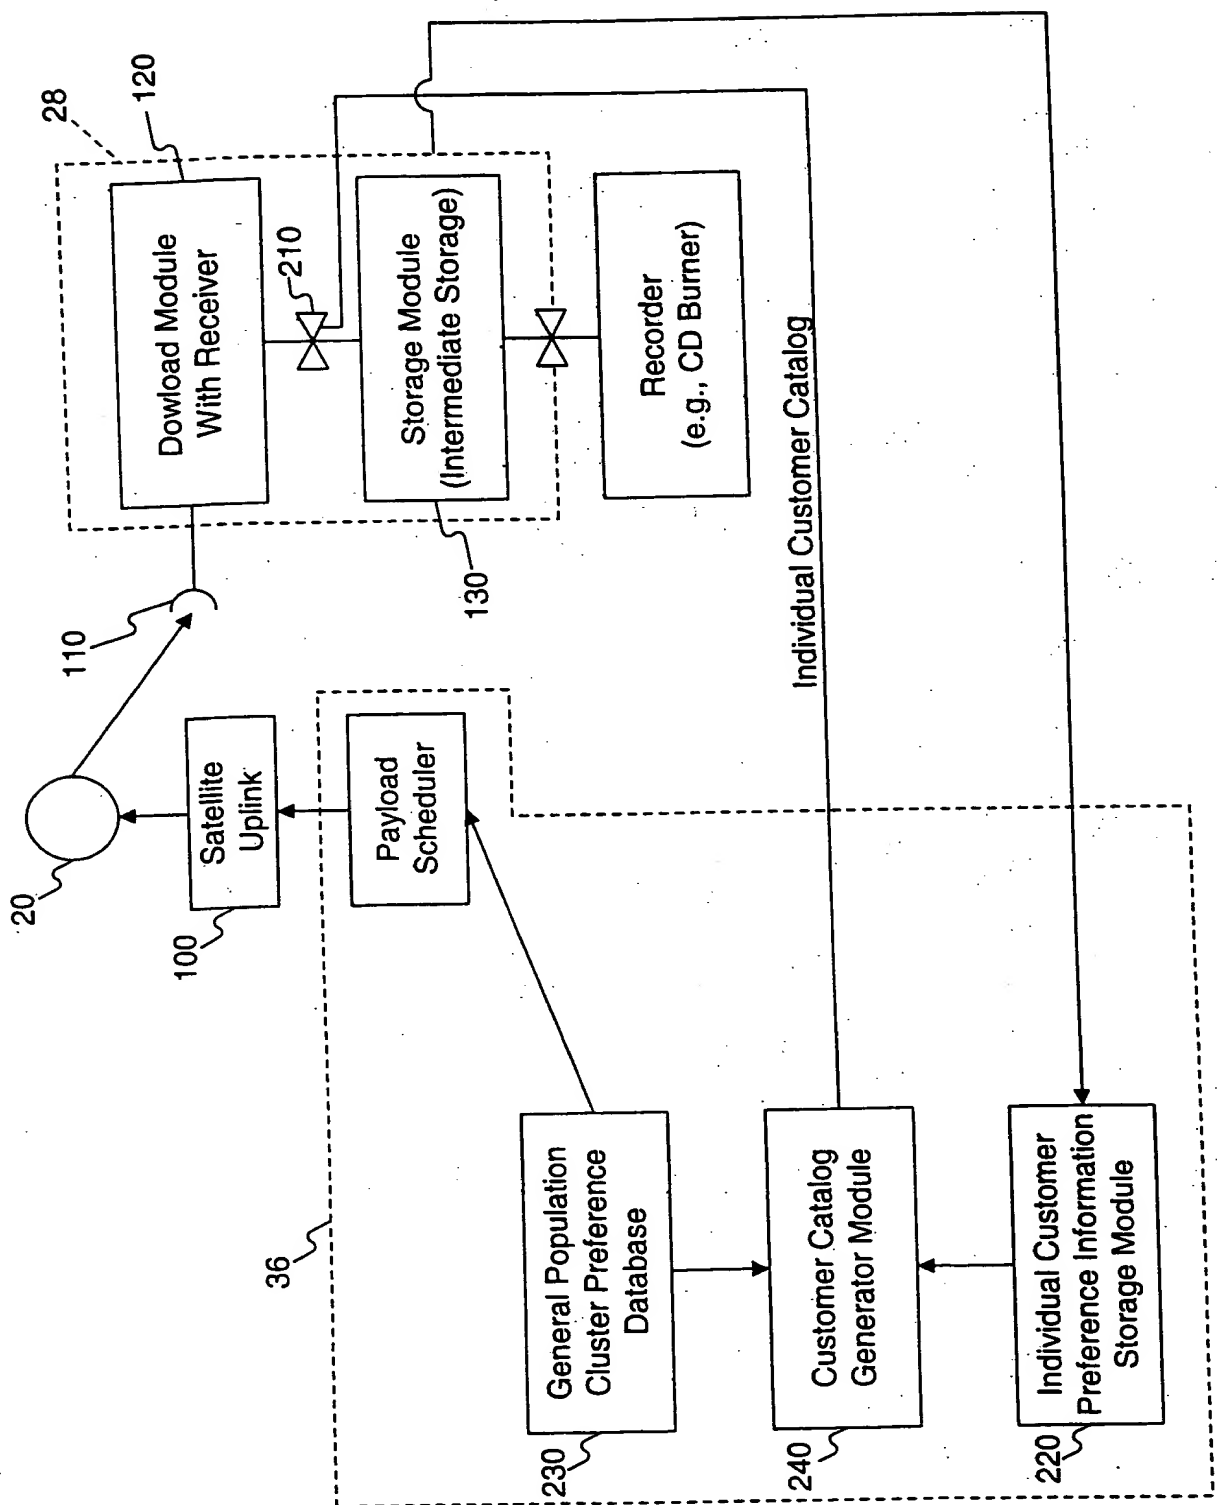 28
120
Dowload Module
With Receiver
210
Storage Module
(Intermediate Storage)
130
Recorder
(e.g., CD Burner)
110
20
Satellite
Uplink
100
Payload
Scheduler
Individual Customer Catalog
36
General Population
Cluster Preference
Database
230
Customer Catalog
Generator Module
240
Individual Customer
Preference Information
Storage Module
220